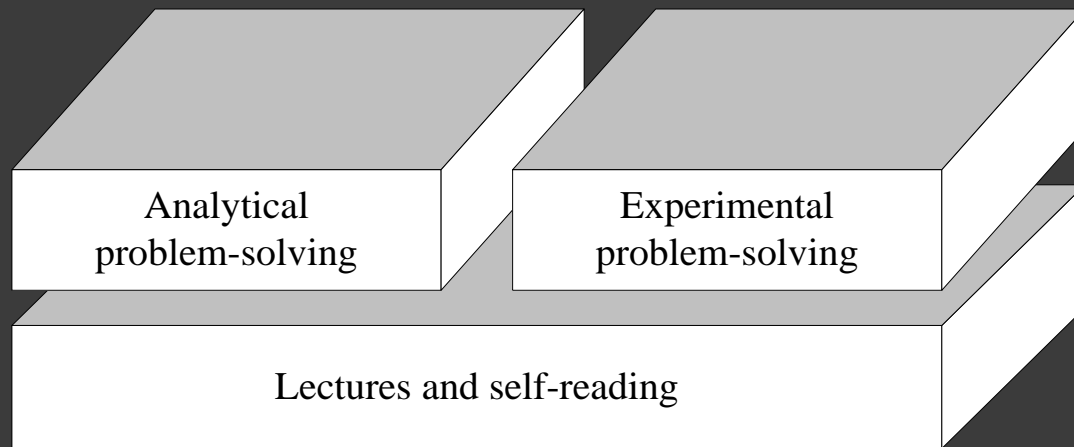 Analytical
problem-solving
Experimental
problem-solving
Lectures and self-reading